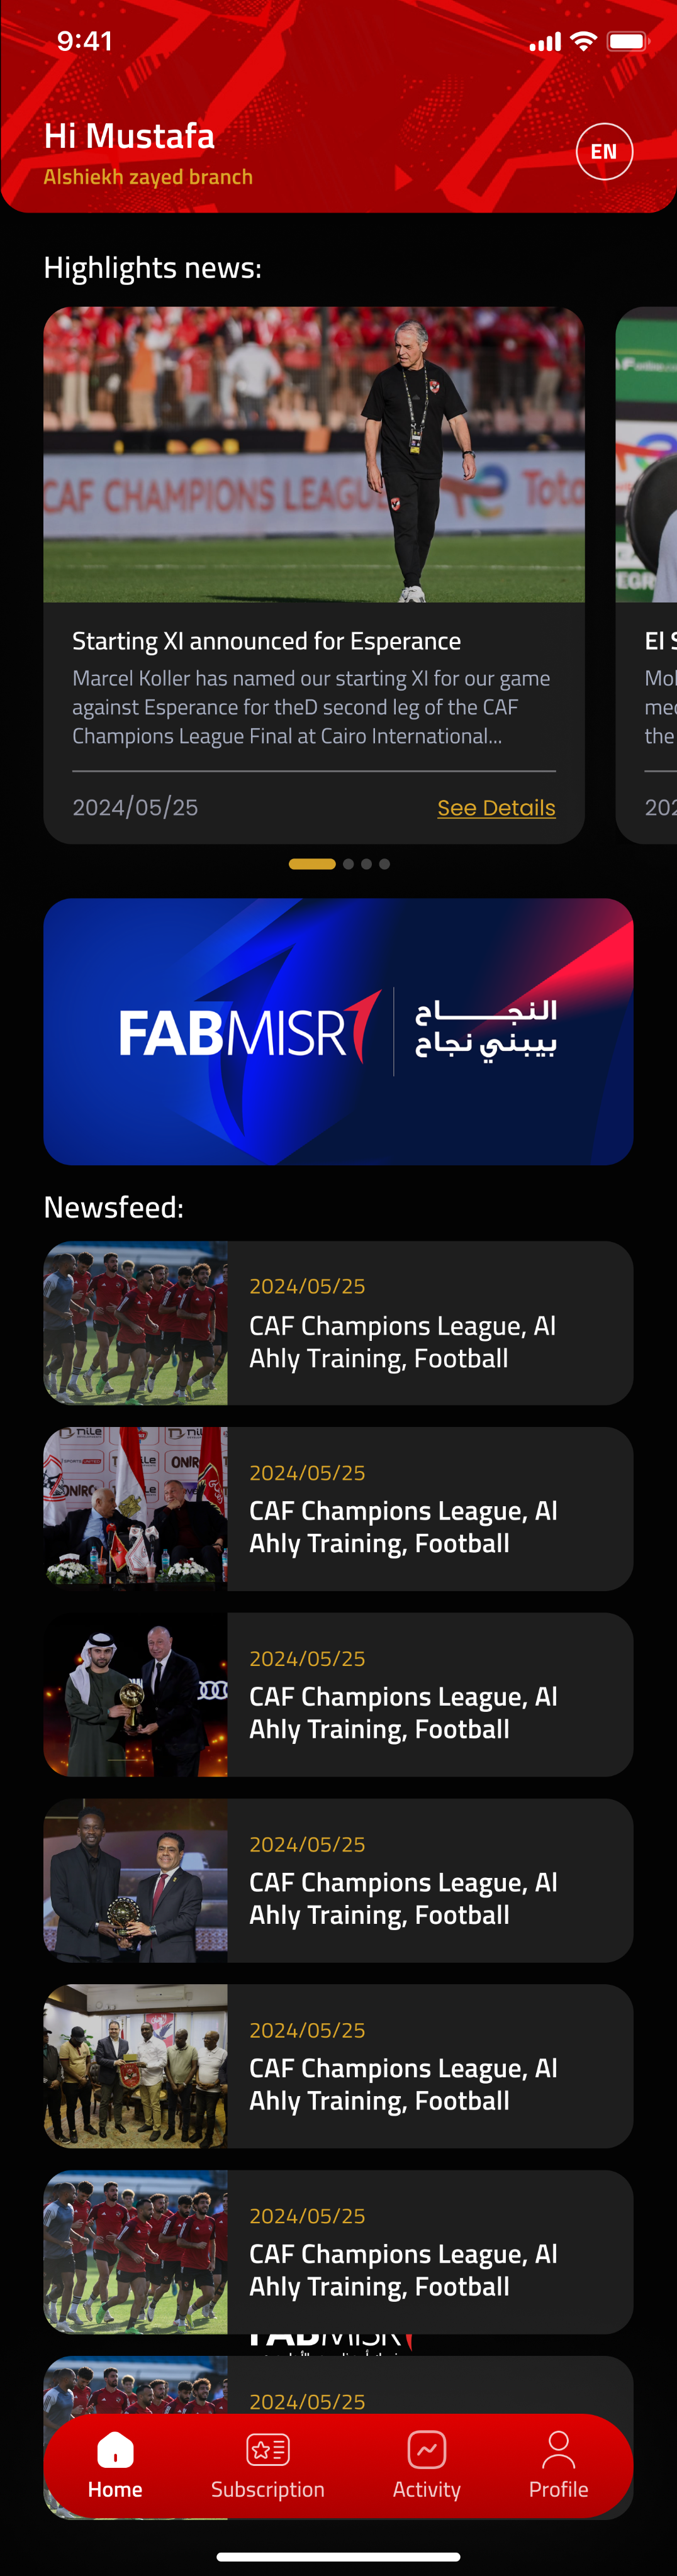 9:41
Hi Mustafa
Alshiekh zayed branch
EN
Highlights news:
CAF CHAMPIONS LEAGUE
Starting XI announced for Esperance
Marcel Koller has named our starting XI for our game
against Esperance for theD second leg of the CAF
Champions League Final at Cairo International...
2024/05/25
See Details
El S
Moh
med
the
202
FABMISR
النجـــــــاح
بيبني نجاح
Newsfeed:
2024/05/25
CAF Champions League, Al
Ahly Training, Football
2024/05/25
CAF Champions League, Al
Ahly Training, Football
2024/05/25
CAF Champions League, Al
Ahly Training, Football
2024/05/25
CAF Champions League, Al
Ahly Training, Football
2024/05/25
CAF Champions League, Al
Ahly Training, Football
2024/05/25
CAF Champions League, Al
Ahly Training, Football
FABMISR
2024/05/25
Home
Subscription
Activity
Profile